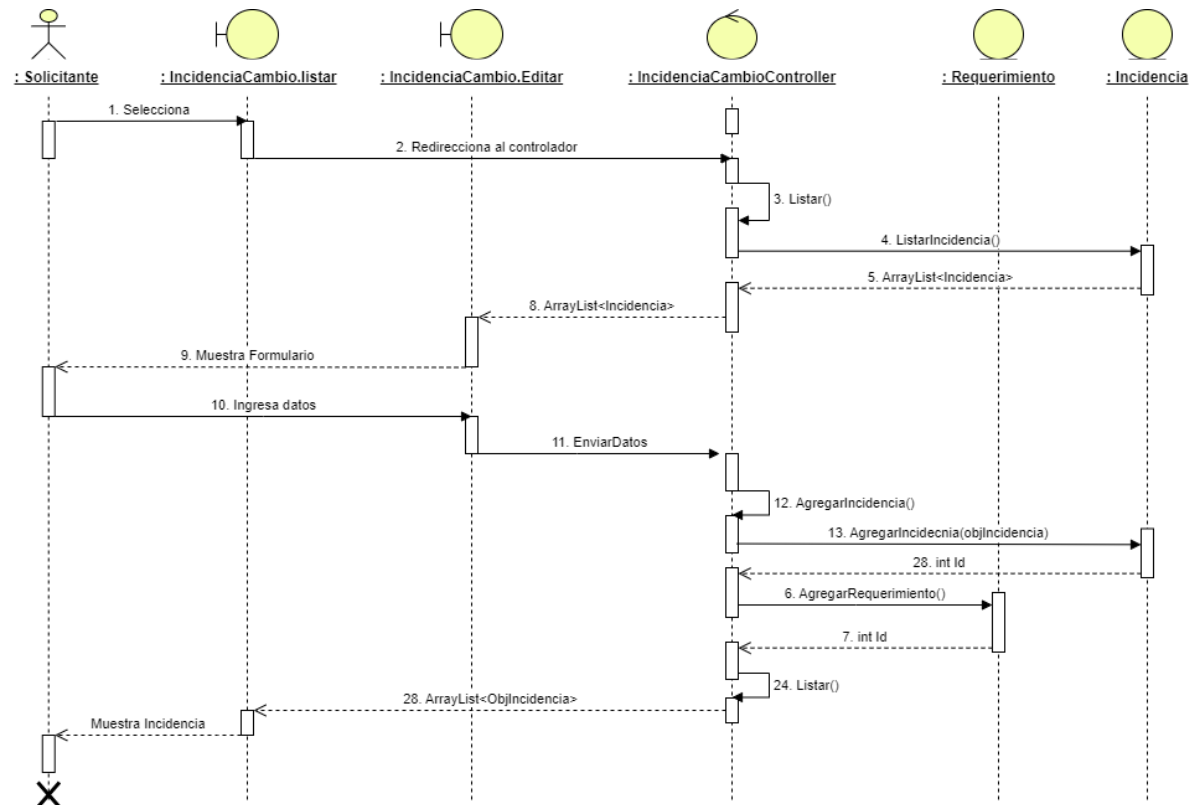 : Solicitante
: IncidenciaCambio.listar
: IncidenciaCambio.Editar
: IncidenciaCambioController
: Requerimiento
: Incidencia
1. Selecciona
2. Redirecciona al controlador
3. Listar()
4. ListarIncidencia()
5. ArrayList<Incidencia>
8. ArrayList<Incidencia>
9. Muestra Formulario
10. Ingresa datos
11. EnviarDatos
12. AgregarIncidencia()
13. AgregarIncidecnia(objIncidencia)
28. int Id
6. AgregarRequerimiento()
7. int Id
24. Listar()
28. ArrayList<ObjIncidencia>
Muestra Incidencia